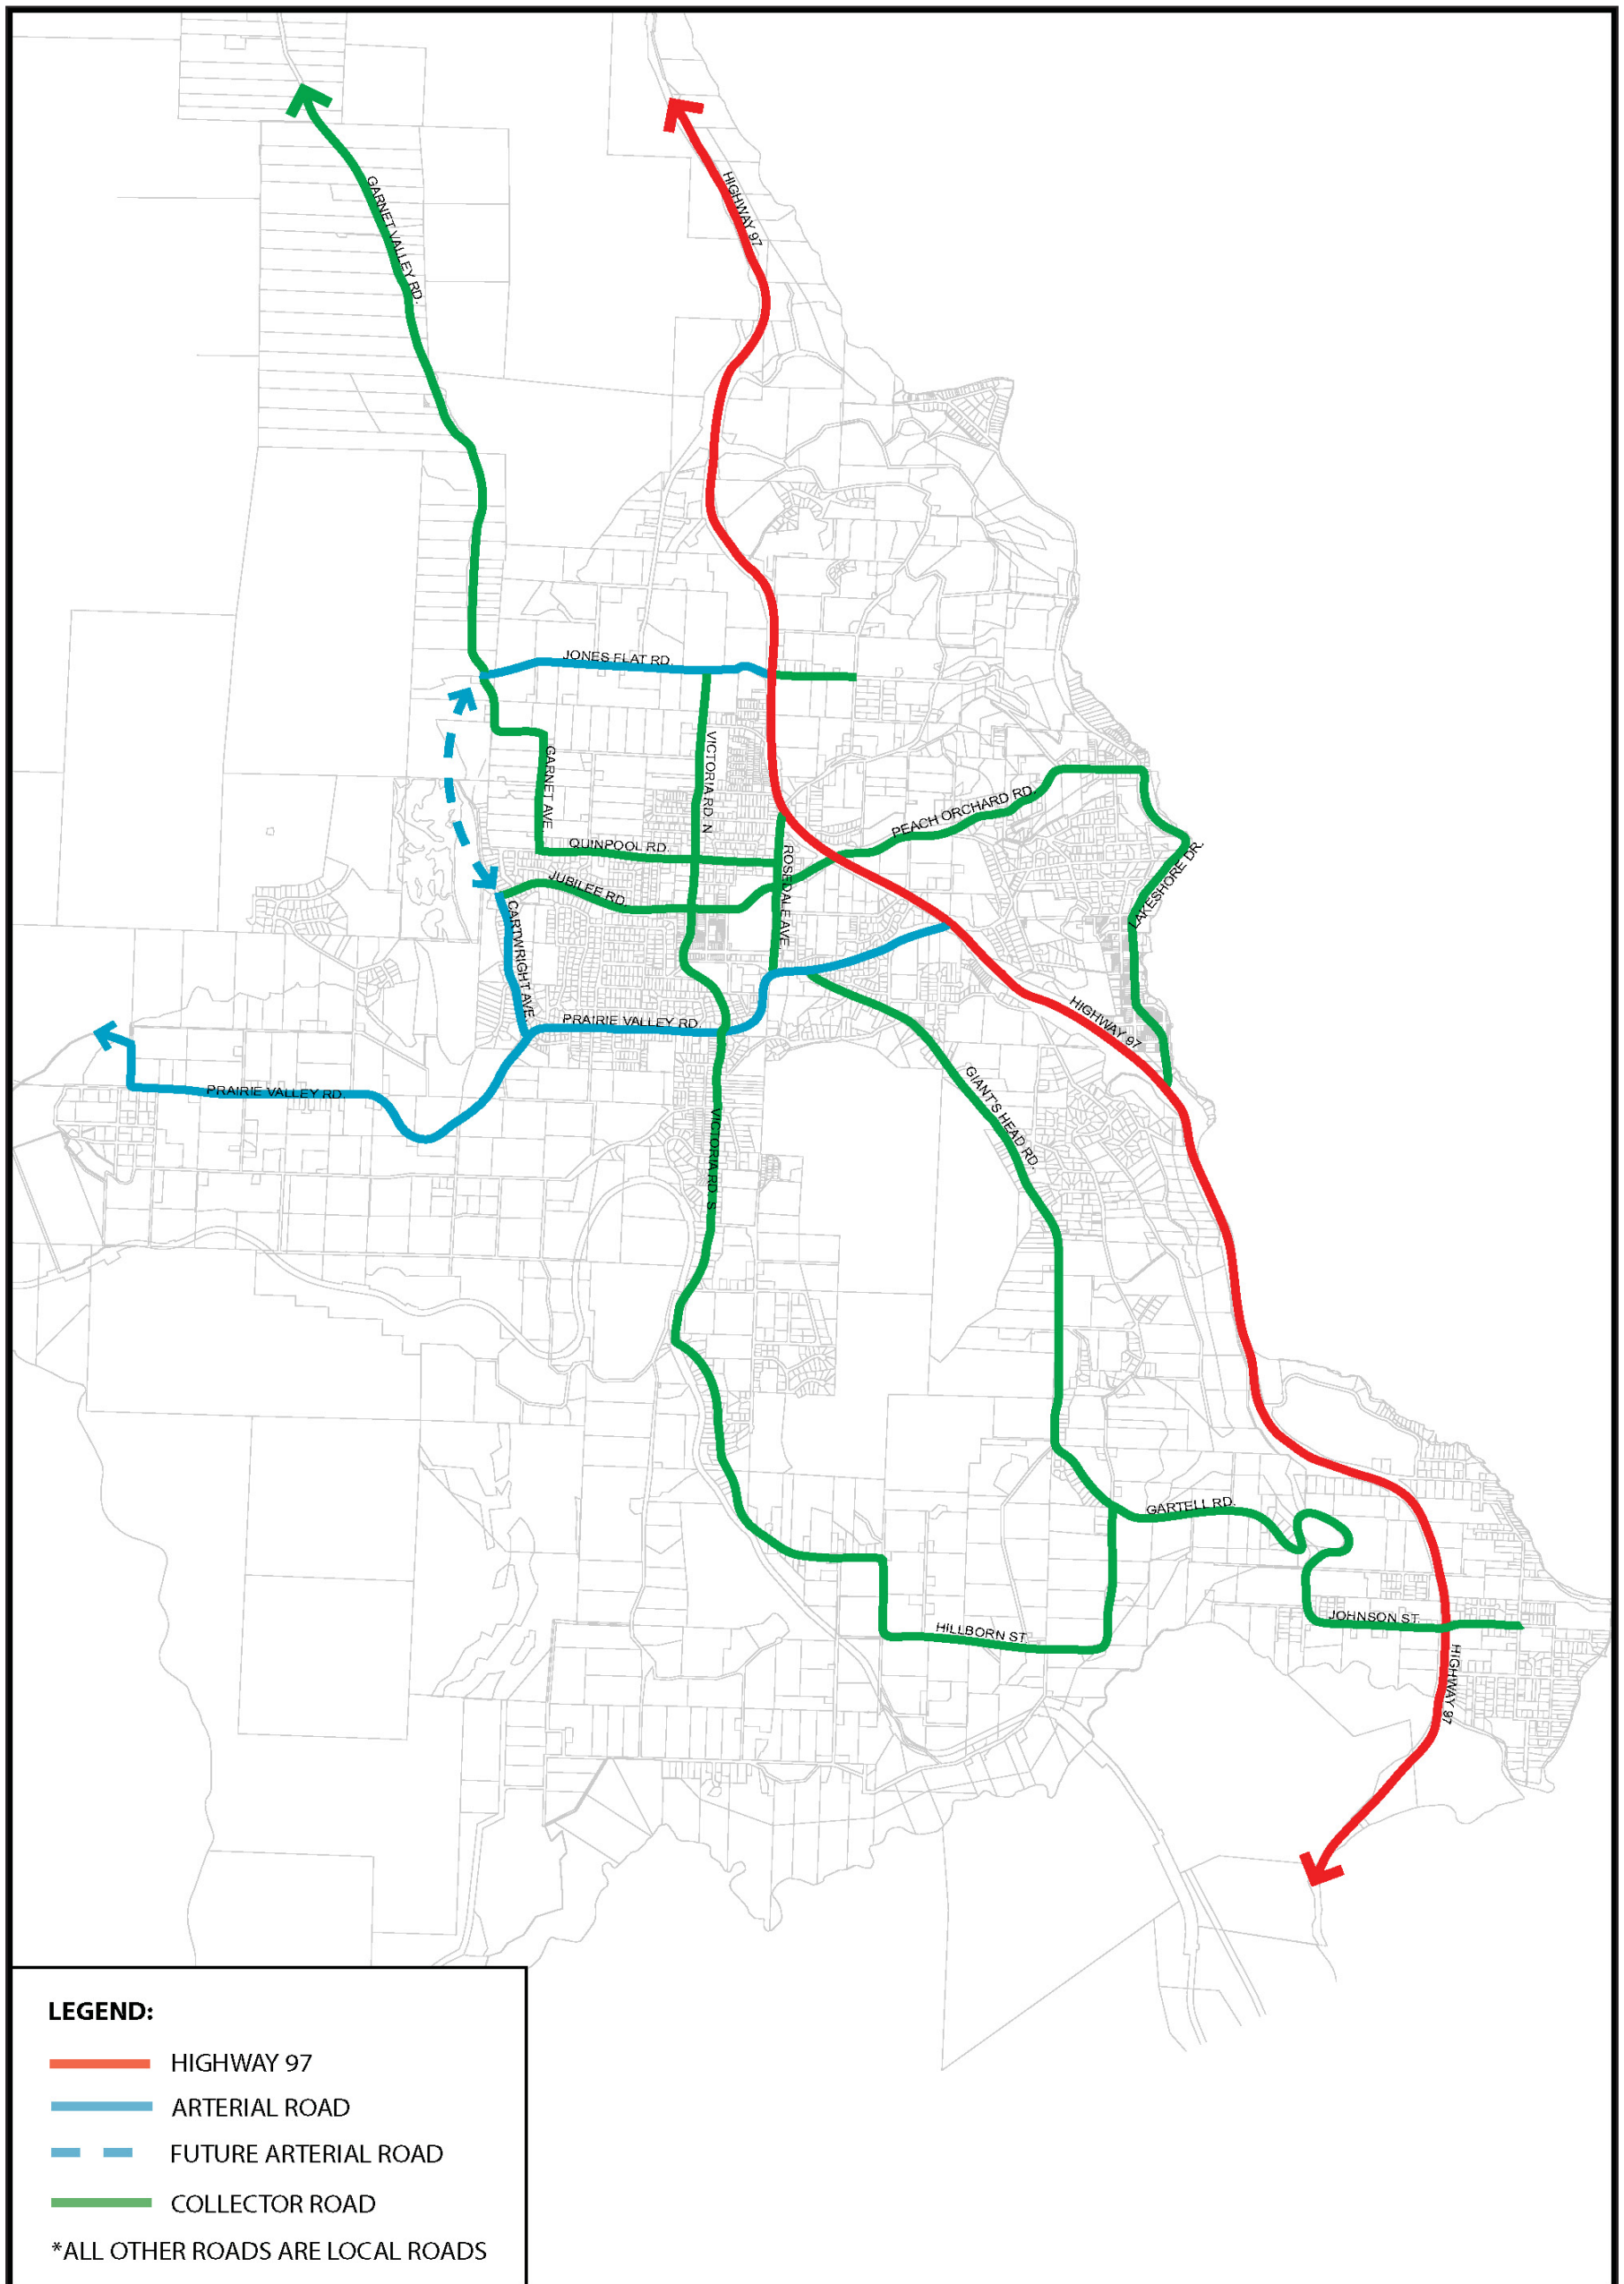 GARNET VALLEY RD.
HIGHWAY 97
JONES FLAT RD.
VICTORIA RD. N
GARNET AVE.
PEACH ORCHARD RD.
QUINPOOL RD.
ROSEDALE AVE.
LAKESHORE DR.
JUBILEE RD.
CARTWRIGHT AVE.
HIGHWAY 97
PRAIRIE VALLEY RD.
GIANT'S HEAD RD.
PRAIRIE VALLEY RD.
VICTORIA RD. S
GARTELL RD.
JOHNSON ST.
HILLBORN ST.
HIGHWAY 97
LEGEND:
HIGHWAY 97
ARTERIAL ROAD
FUTURE ARTERIAL ROAD
COLLECTOR ROAD
*ALL OTHER ROADS ARE LOCAL ROADS